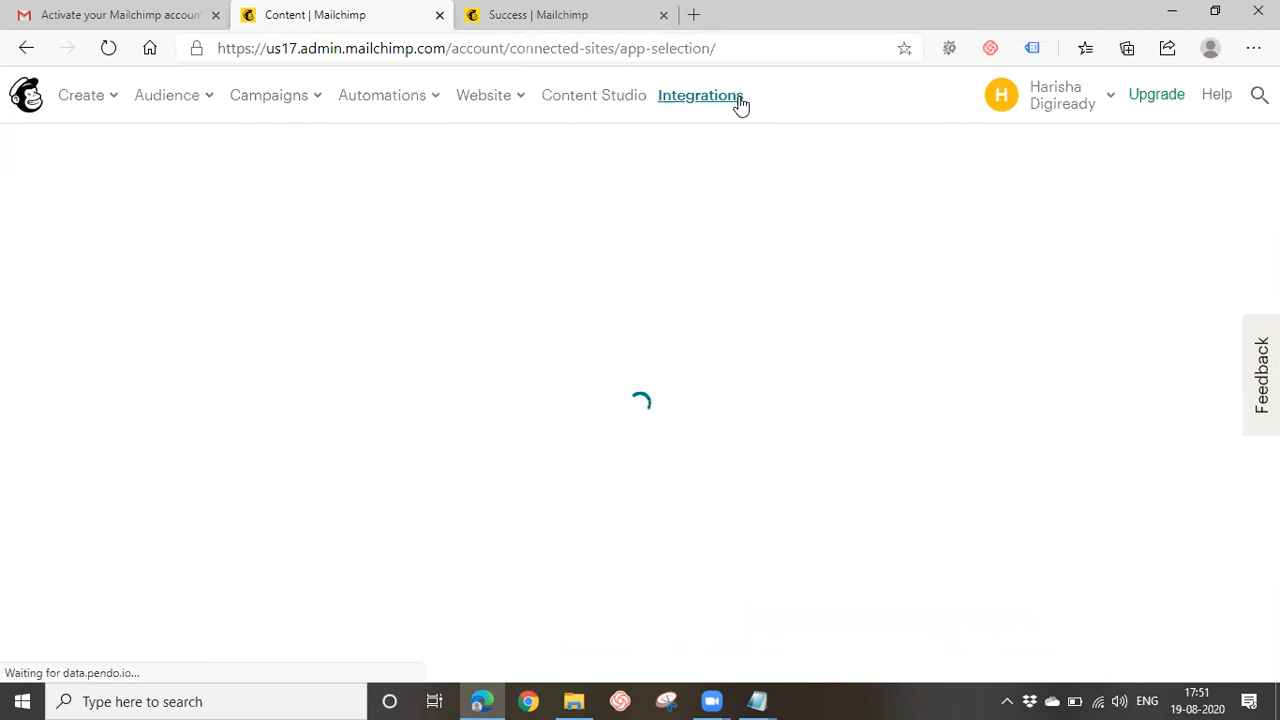 Activate your Mailchimp accoun
Content | Mailchimp
Success | Mailchimp
https://us17.admin.mailchimp.com/account/connected-sites/app-selection/
Create
Audience
Campaigns
Automations
Website
Content Studio
Integrations
H
Harisha
Digiready
Upgrade
Help
Feedback
Waiting for data.pendo.io...
Type here to search
ENG
17:51
19-08-2020